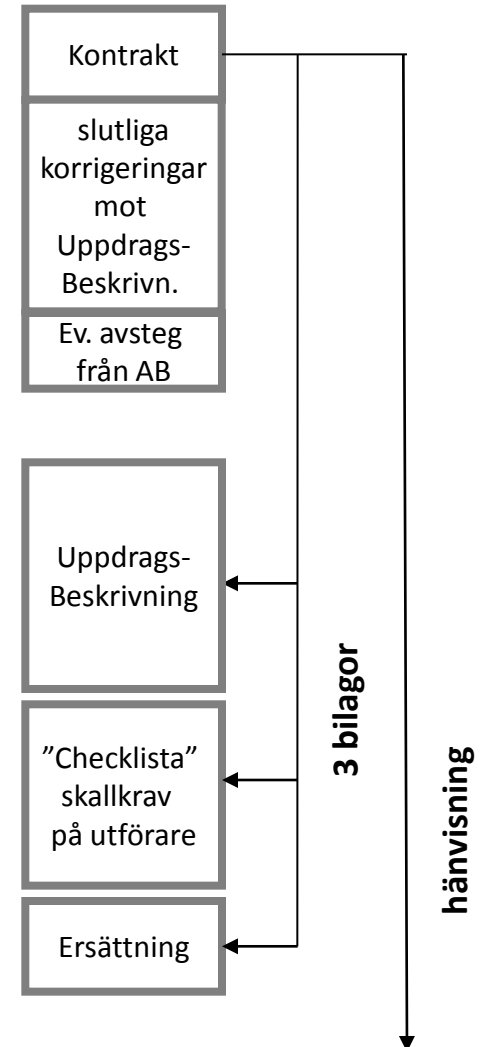 Kontrakt
slutliga
korrigeringar
mot
Uppdrags-
Beskrivn.
Ev. avsteg
från AB
Uppdrags-
Beskrivning
”Checklista”
skallkrav
på utförare
Ersättning
3 bilagor
hänvisning